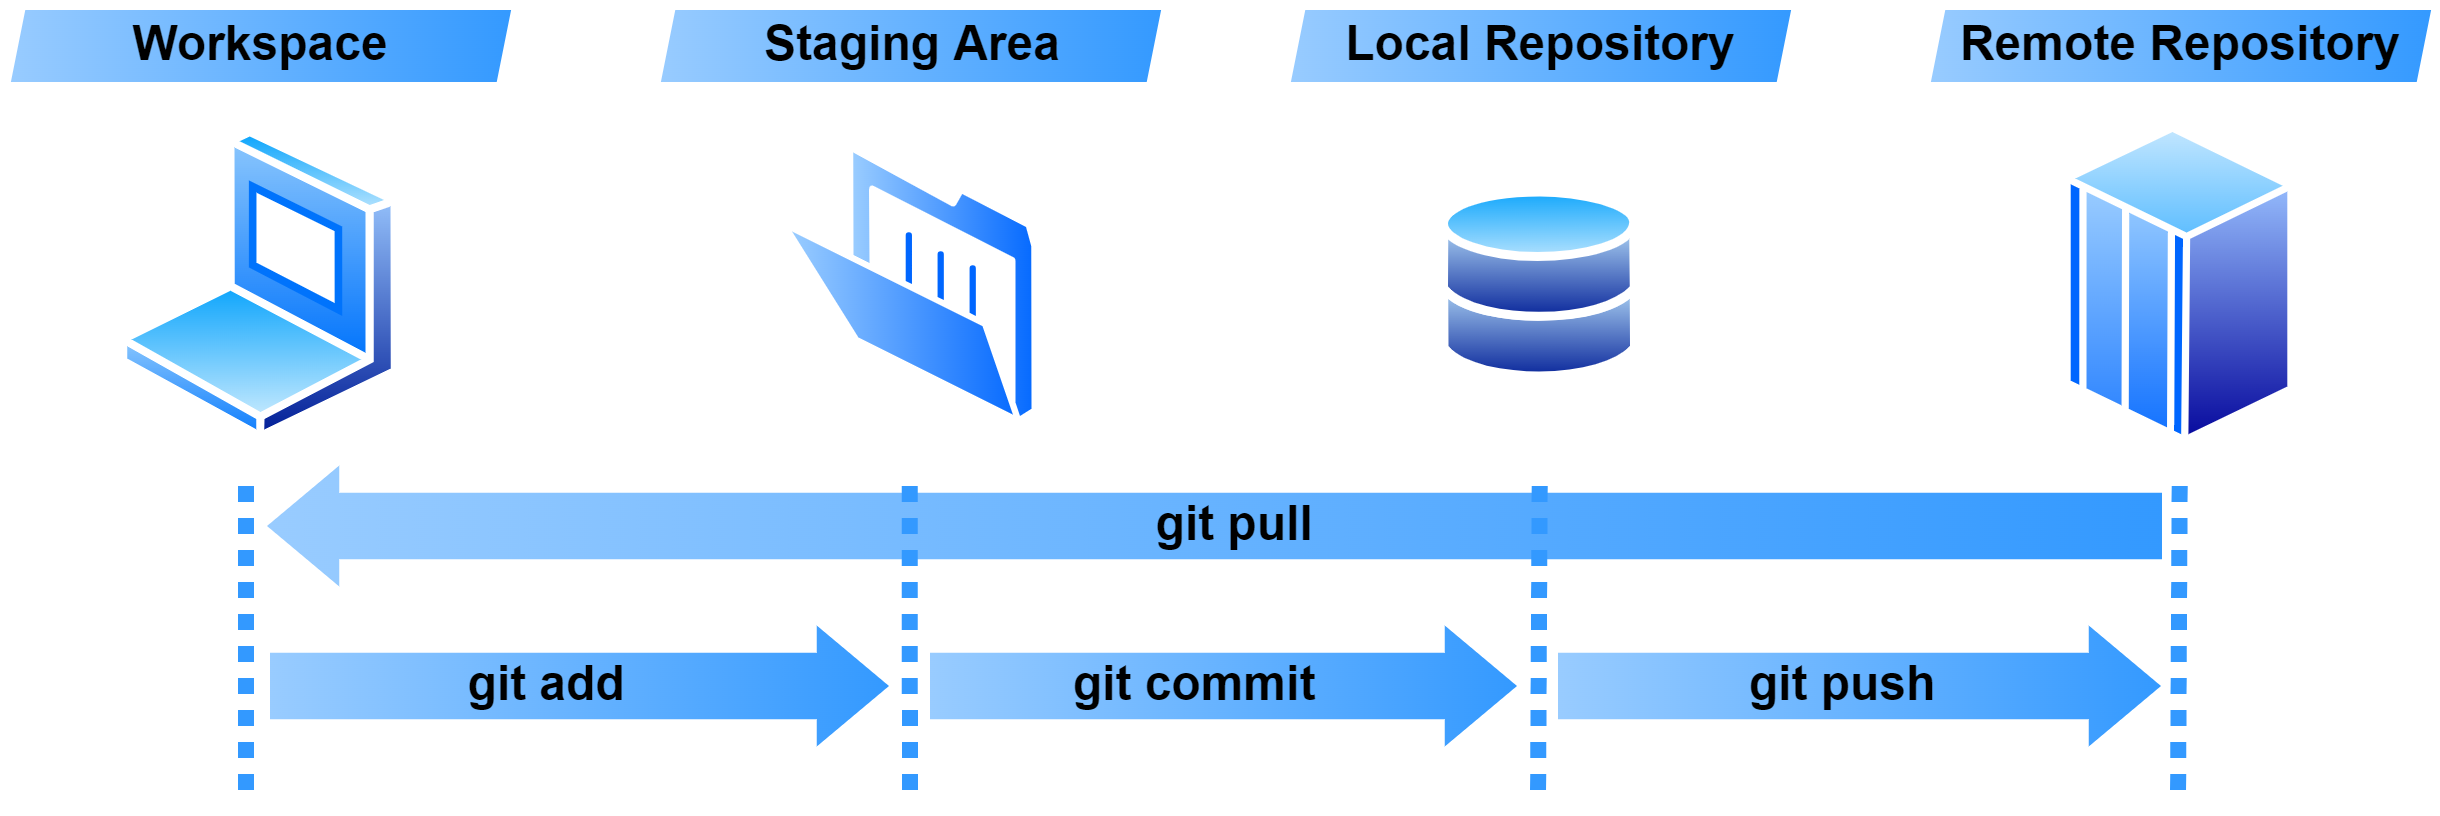 Workspace
Staging Area
Local Repository
Remote Repository
git pull
git add
git commit
git push